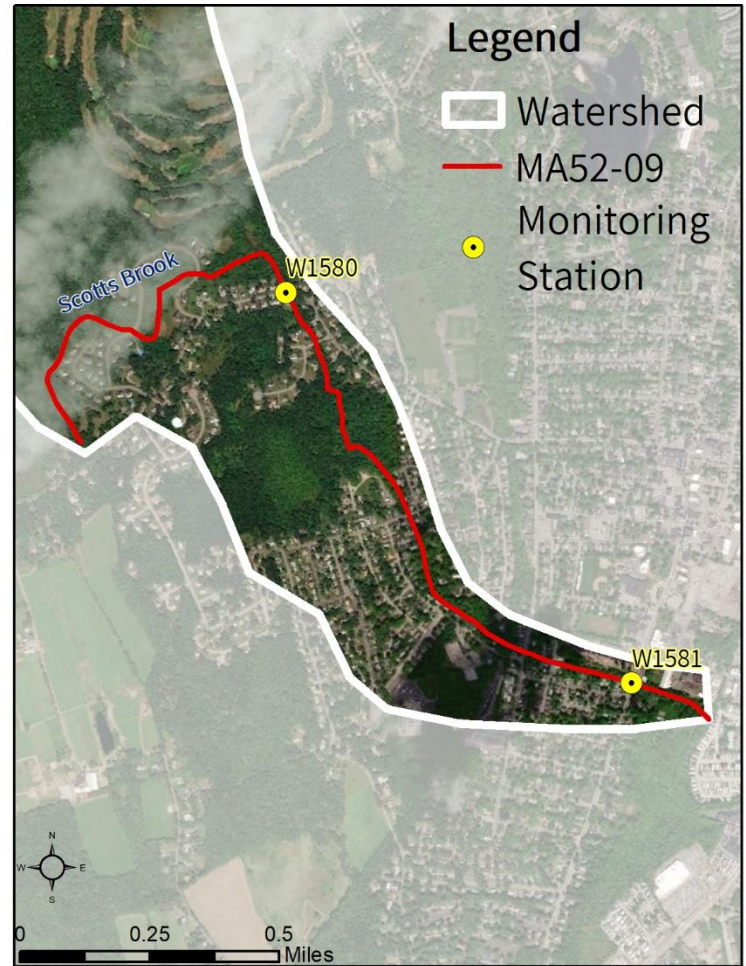 Legend
Watershed
MA52-09
Monitoring
Station
Scotts Brook
W1580
W1581
N
W E
S
0 0.25 0.5
Miles